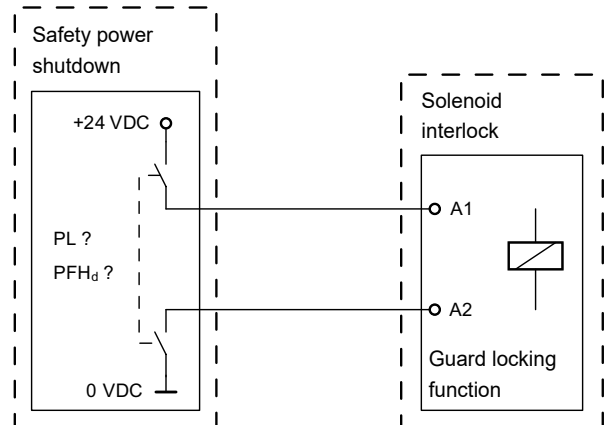 Safety power
shutdown
+24 VDC
PL ?
PFHd ?
0 VDC
Solenoid
interlock
A1
A2
Guard locking
function